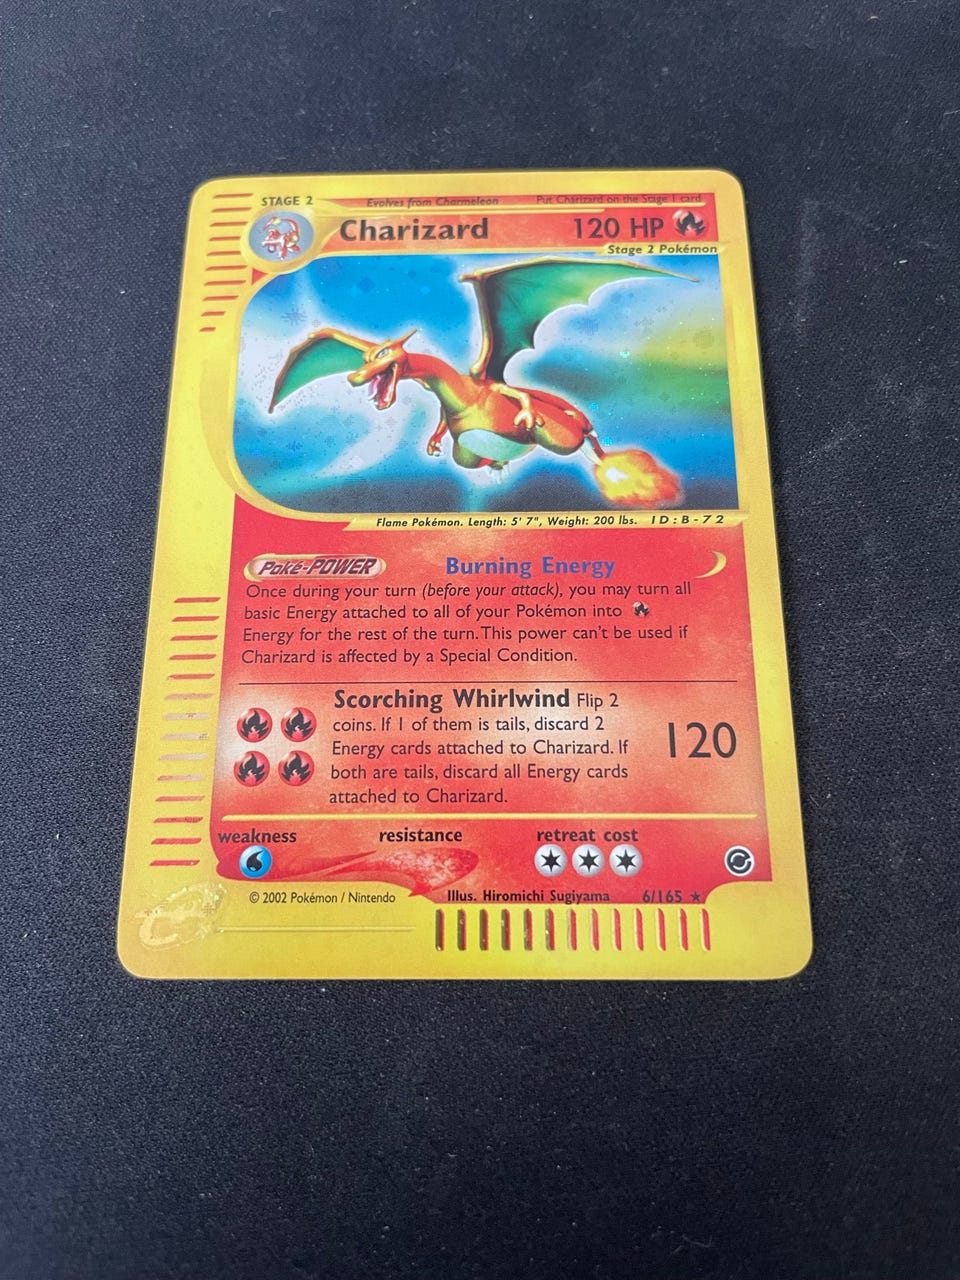 STAGE 2 Evolves from Charmeleon Put Charizard on the Stage 1 card
Charizard 120 HP
Stage 2 Pokémon
Flame Pokémon. Length: 5' 7", Weight: 200 lbs. ID:B-72
Poké-POWER Burning Energy
Once during your turn (before your attack), you may turn all
basic Energy attached to all of your Pokémon into
Energy for the rest of the turn. This power can't be used if
Charizard is affected by a Special Condition.
Scorching Whirlwind Flip 2
coins. If 1 of them is tails, discard 2
Energy cards attached to Charizard. If
both are tails, discard all Energy cards
attached to Charizard.
120
weakness resistance retreat cost
© 2002 Pokémon / Nintendo Illus. Hiromichi Sugiyama 6/165